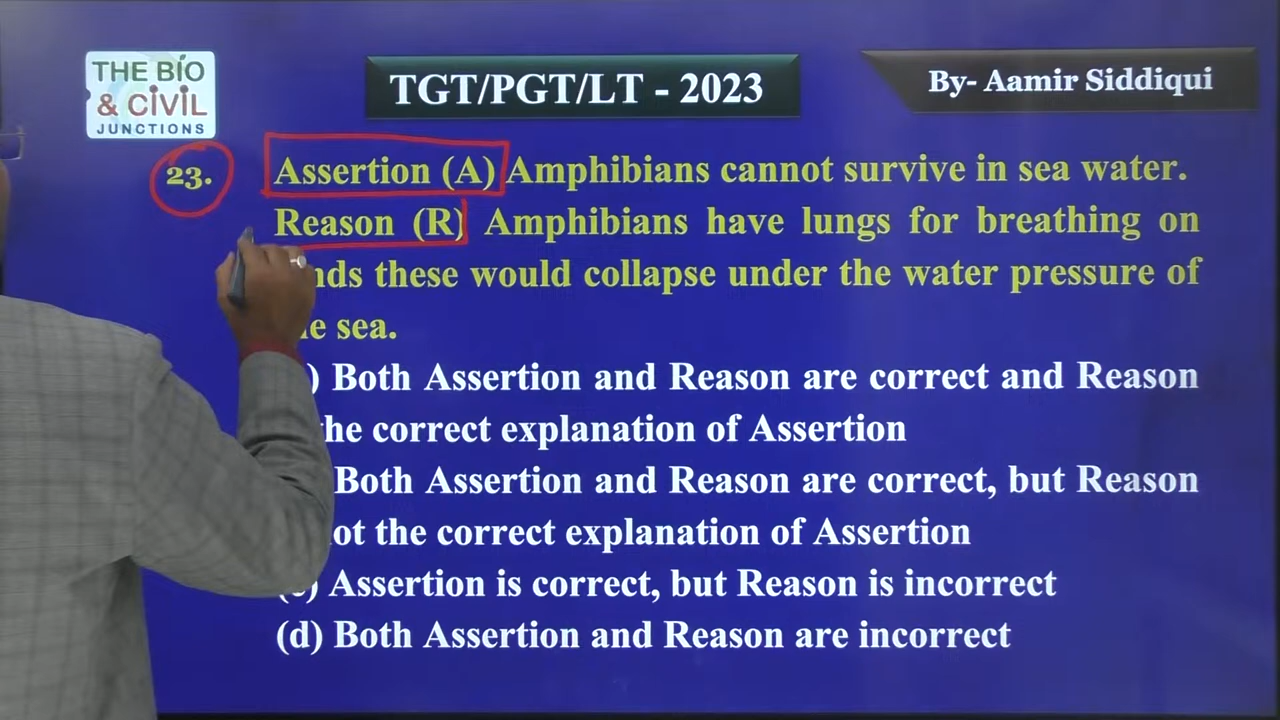 THE BIO
& CIVIL
JUNCTIONS
TGT/PGT/LT - 2023
By- Aamir Siddiqui
23. Assertion (A) Amphibians cannot survive in sea water.
Reason (R) Amphibians have lungs for breathing on
these would collapse under the water pressure of
sea.
Both Assertion and Reason are correct and Reason
the correct explanation of Assertion
Both Assertion and Reason are correct, but Reason
the correct explanation of Assertion
Assertion is correct, but Reason is incorrect
(d) Both Assertion and Reason are incorrect